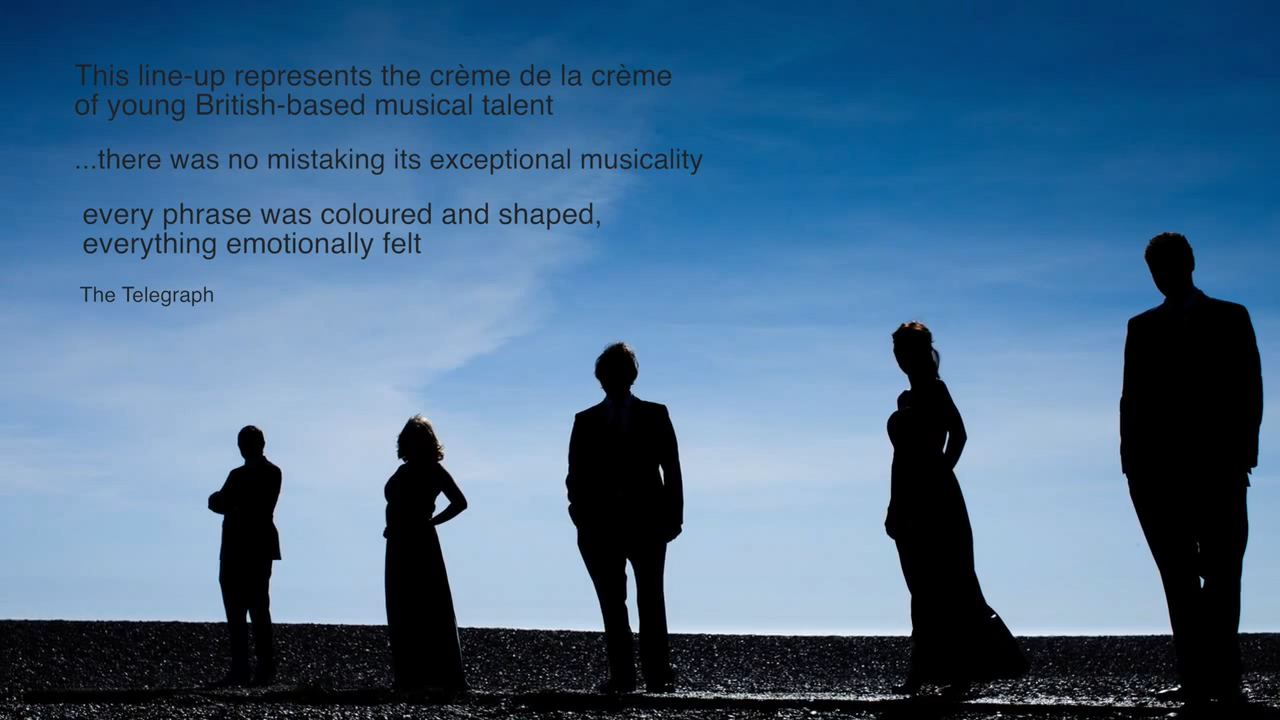 This line-up represents the crème de la crème
of young British-based musical talent
...there was no mistaking its exceptional musicality
every phrase was coloured and shaped,
everything emotionally felt
The Telegraph